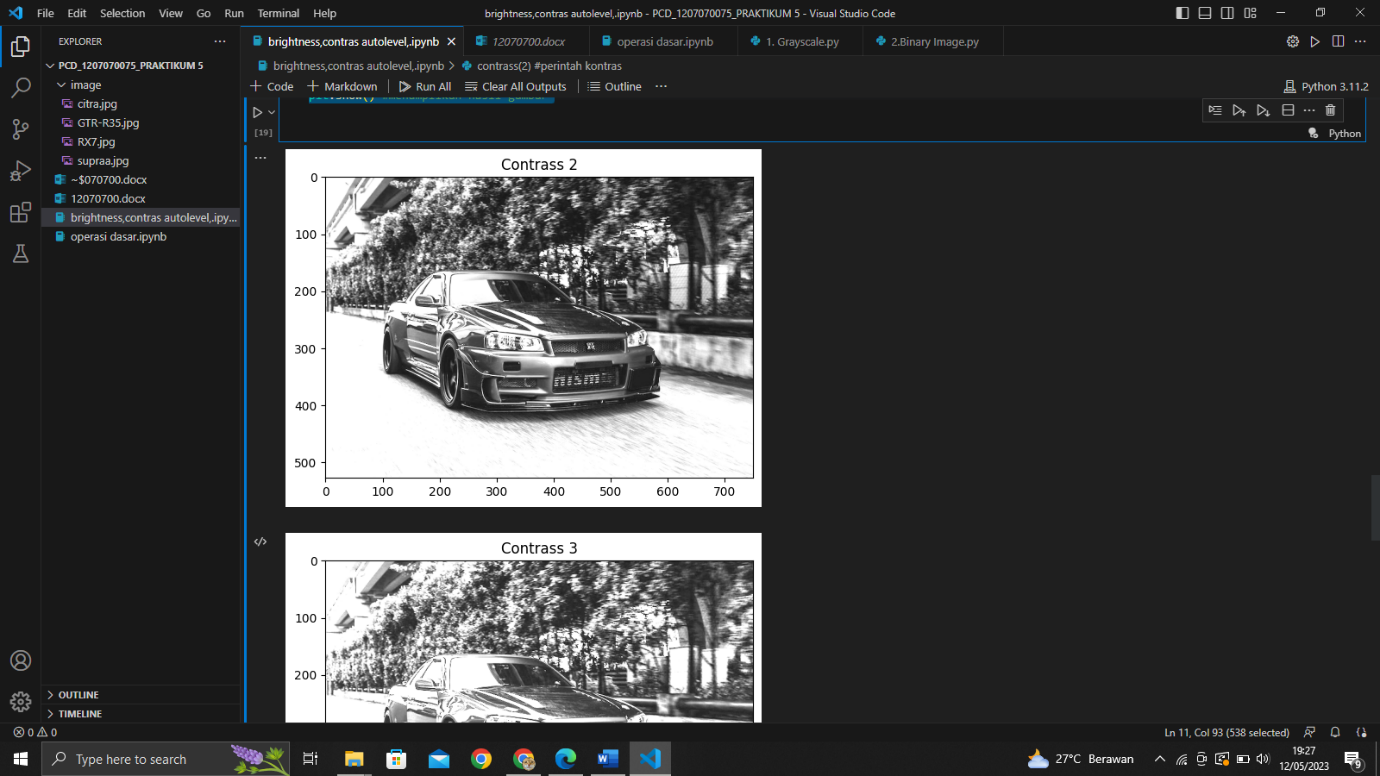 File Edit Selection View Go Run Terminal Help
brightness,contras autolevel,.ipynb - PCD_1207070075_PRAKTIKUM 5 - Visual Studio Code
EXPLORER
brightness,contras autolevel,.ipynb
12070700.docx
operasi dasar.ipynb
1. Grayscale.py
2.Binary Image.py
PCD_1207070075_PRAKTIKUM 5
image
citra.jpg
GTR-R35.jpg
RX7.jpg
supraa.jpg
~$070700.docx
12070700.docx
brightness,contras autolevel,.ipy...
operasi dasar.ipynb
brightness,contras autolevel,.ipynb > contrass(2) #perintah kontras
+ Code + Markdown Run All Clear All Outputs Outline ...
Python 3.11.2
[19]
Python
Contrass 2
0
100
200
300
400
500
0 100 200 300 400 500 600 700
Contrass 3
0
100
200
OUTLINE
TIMELINE
0 0
Ln 11, Col 93 (538 selected)
Type here to search
27°C Berawan
19:27
12/05/2023
9